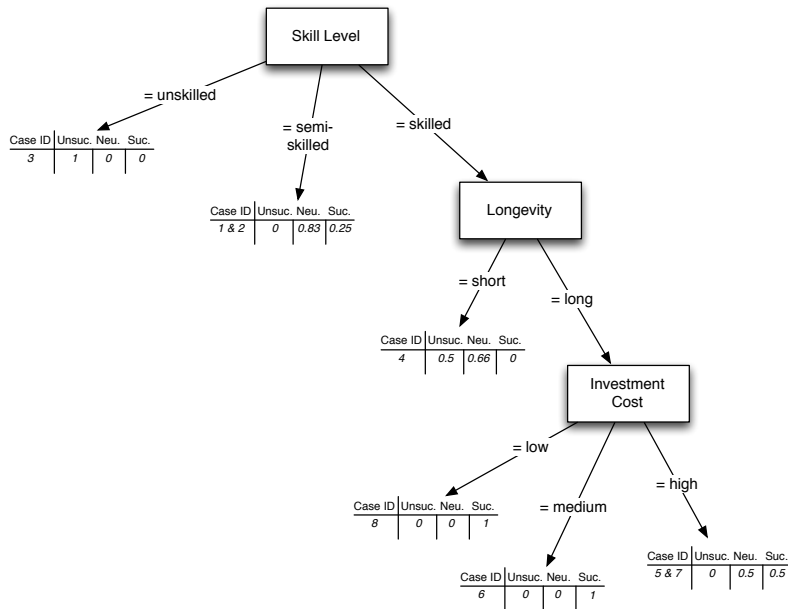 Skill Level
= unskilled
= semi-
skilled
= skilled
Case ID Unsuc. Neu. Suc.
3 1 0 0
Case ID Unsuc. Neu. Suc.
1 & 2 0 0.83 0.25
Longevity
= short
= long
Case ID Unsuc. Neu. Suc.
4 0.5 0.66 0
Investment
Cost
= low
= medium
= high
Case ID Unsuc. Neu. Suc.
8 0 0 1
Case ID Unsuc. Neu. Suc.
6 0 0 1
Case ID Unsuc. Neu. Suc.
5 & 7 0 0.5 0.5